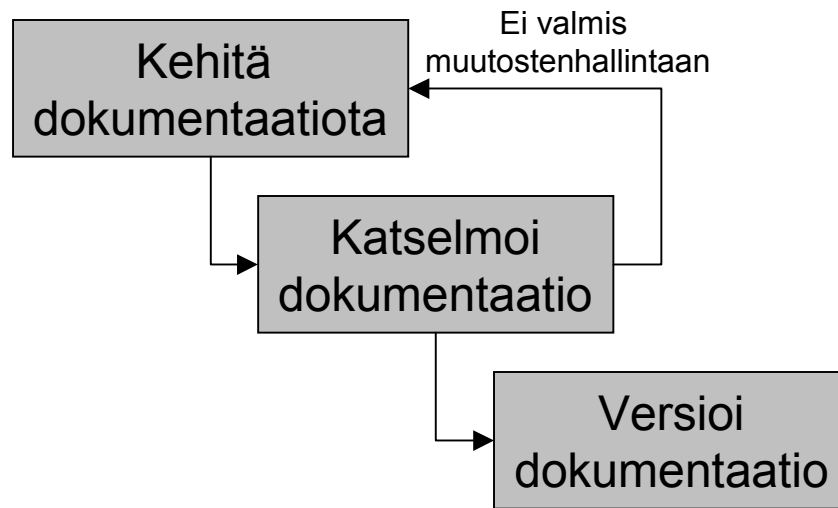 Ei valmis
muutostenhallintaan
Kehitä
dokumentaatiota
Katselmoi
dokumentaatio
Versioi
dokumentaatio